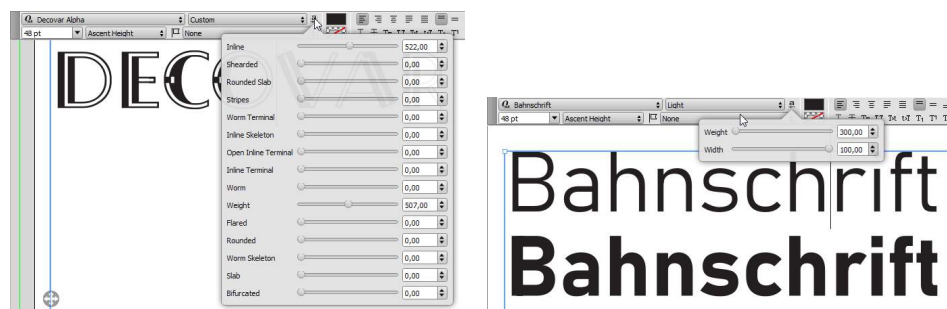 Decovar Alpha Custom a
48 pt Ascent Height None
Inline 522,00
Shearded 0,00
Rounded Slab 0,00
Stripes 0,00
Worm Terminal 0,00
Inline Skeleton 0,00
Open Inline Terminal 0,00
Inline Terminal 0,00
Worm 0,00
Weight 507,00
Flared 0,00
Rounded 0,00
Worm Skeleton 0,00
Slab 0,00
Bifurcated 0,00
DECOVAR
Bahnschrift Light a
48 pt Ascent Height None
Weight 300,00
Width 100,00
Bahnschrift
Bahnschrift